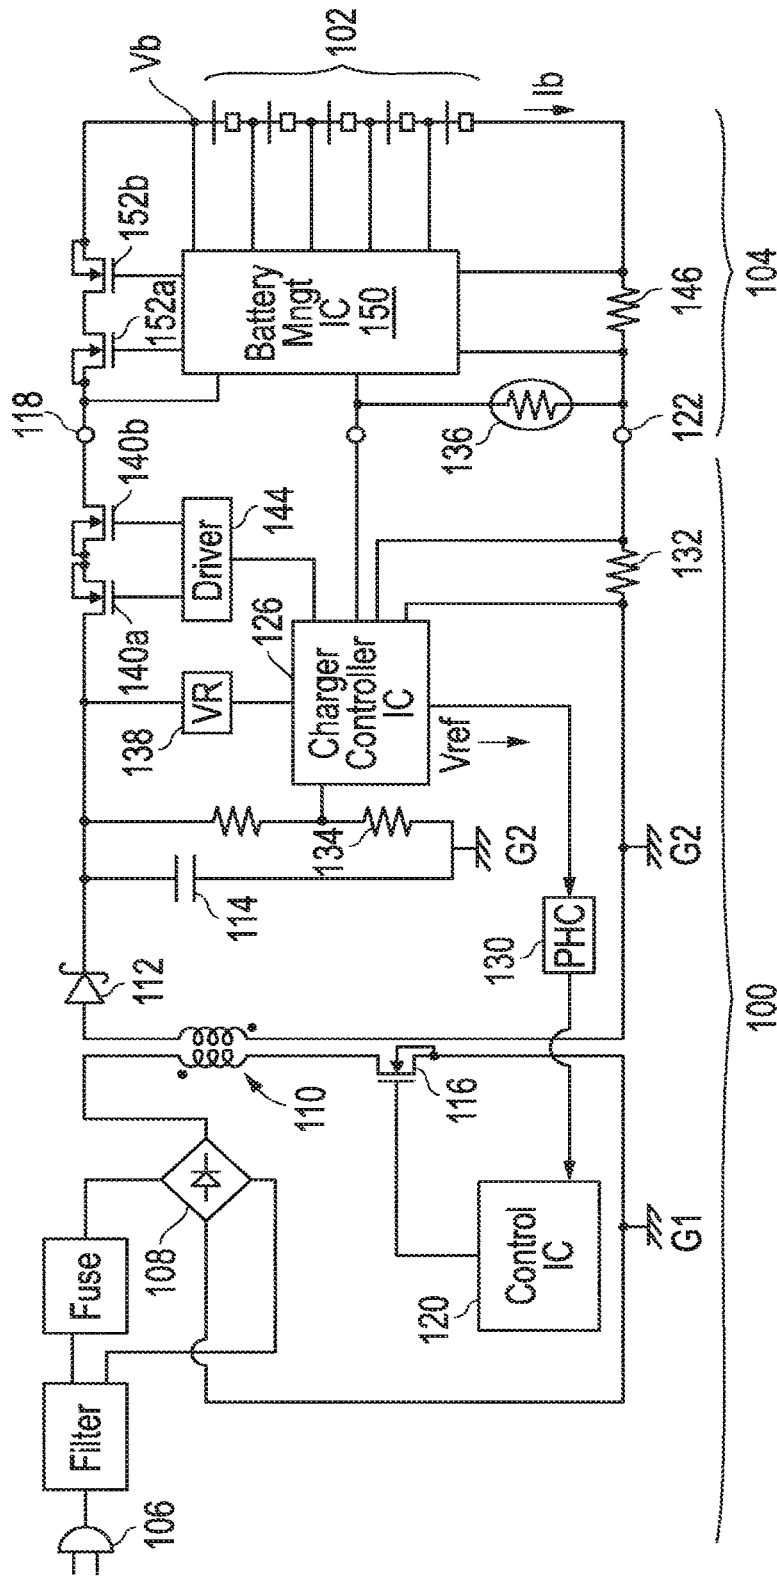 106
Filter
Fuse
108
110
112
114
116
Control
IC
120
G1
PHC
130
G2
G2
134
VR
138
Charger
Controller
IC
126
Vref
140a
140b
Driver
144
132
118
122
136
152a
152b
Battery
Mngt
IC
150
146
Vb
102
Ib
100
104